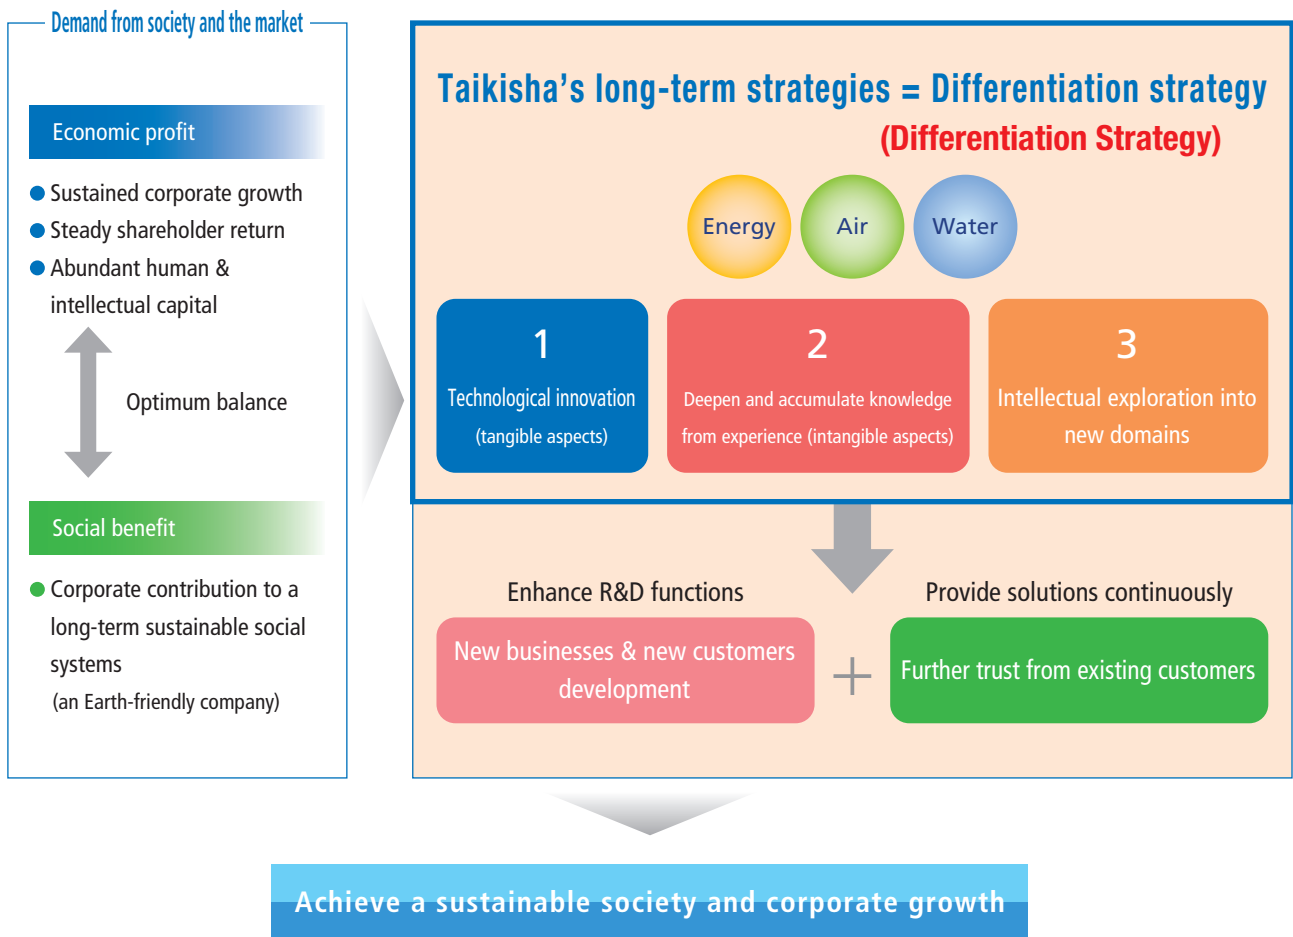 Demand from society and the market
Economic profit
Sustained corporate growth
Steady shareholder return
Abundant human &
intellectual capital
Optimum balance
Social benefit
Corporate contribution to a
long-term sustainable social
systems
(an Earth-friendly company)
Taikisha's long-term strategies = Differentiation strategy
(Differentiation Strategy)
Energy
Air
Water
1
Technological innovation
(tangible aspects)
2
Deepen and accumulate knowledge
from experience (intangible aspects)
3
Intellectual exploration into
new domains
Enhance R&D functions
New businesses & new customers
development
+
Provide solutions continuously
Further trust from existing customers
Achieve a sustainable society and corporate growth